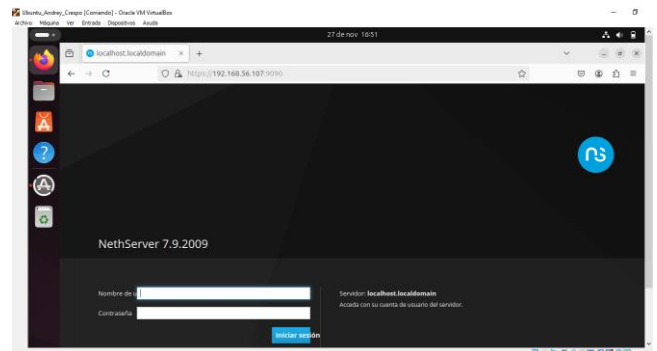 Ubuntu_Andrey_Crespo [Corriendo] - Oracle VM VirtualBox
Archivo Máquina Ver Entrada Dispositivos Ayuda
27 de nov 16:51
localhost.localdomain
https://192.168.56.107:9090
ns
NethServer 7.9.2009
Nombre de u
Contraseña
Iniciar sesión
Servidor: localhost.localdomain
Acceda con su cuenta de usuario del servidor.